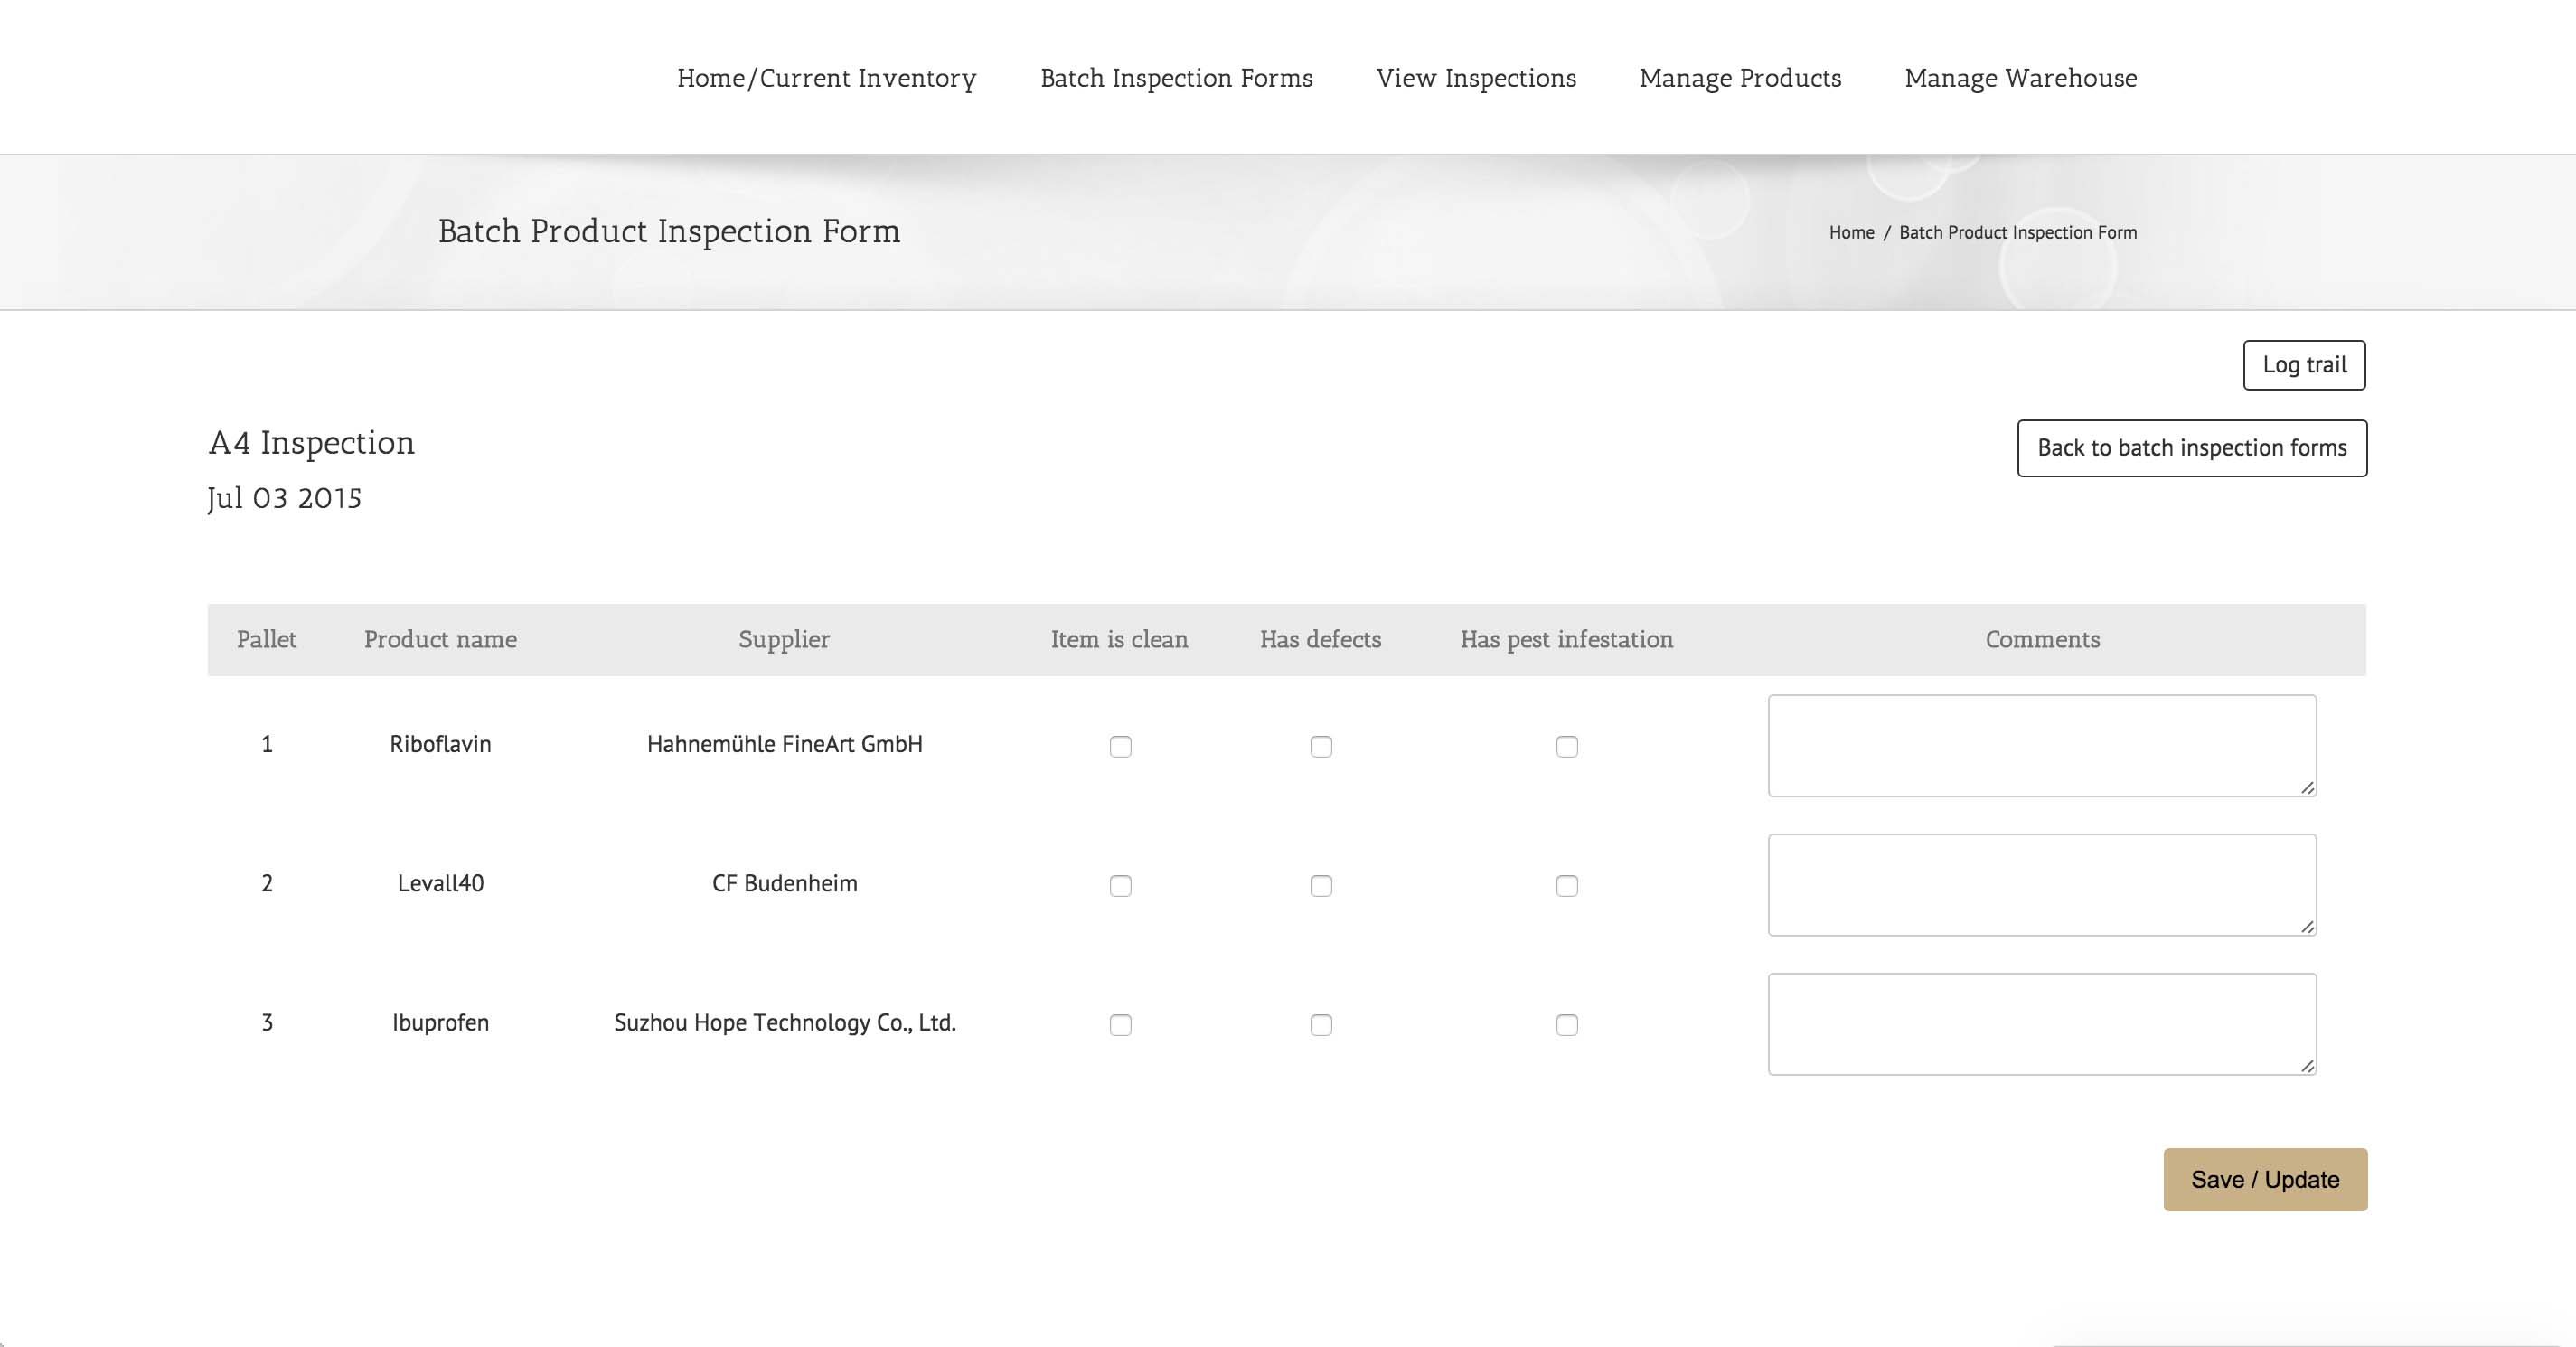 Home/Current Inventory Batch Inspection Forms View Inspections Manage Products Manage Warehouse
Batch Product Inspection Form Home / Batch Product Inspection Form
Log trail
A4 Inspection Back to batch inspection forms
Jul 03 2015
Pallet Product name Supplier Item is clean Has defects Has pest infestation Comments
1 Riboflavin Hahnemühle FineArt GmbH
2 Levall40 CF Budenheim
3 Ibuprofen Suzhou Hope Technology Co., Ltd.
Save / Update